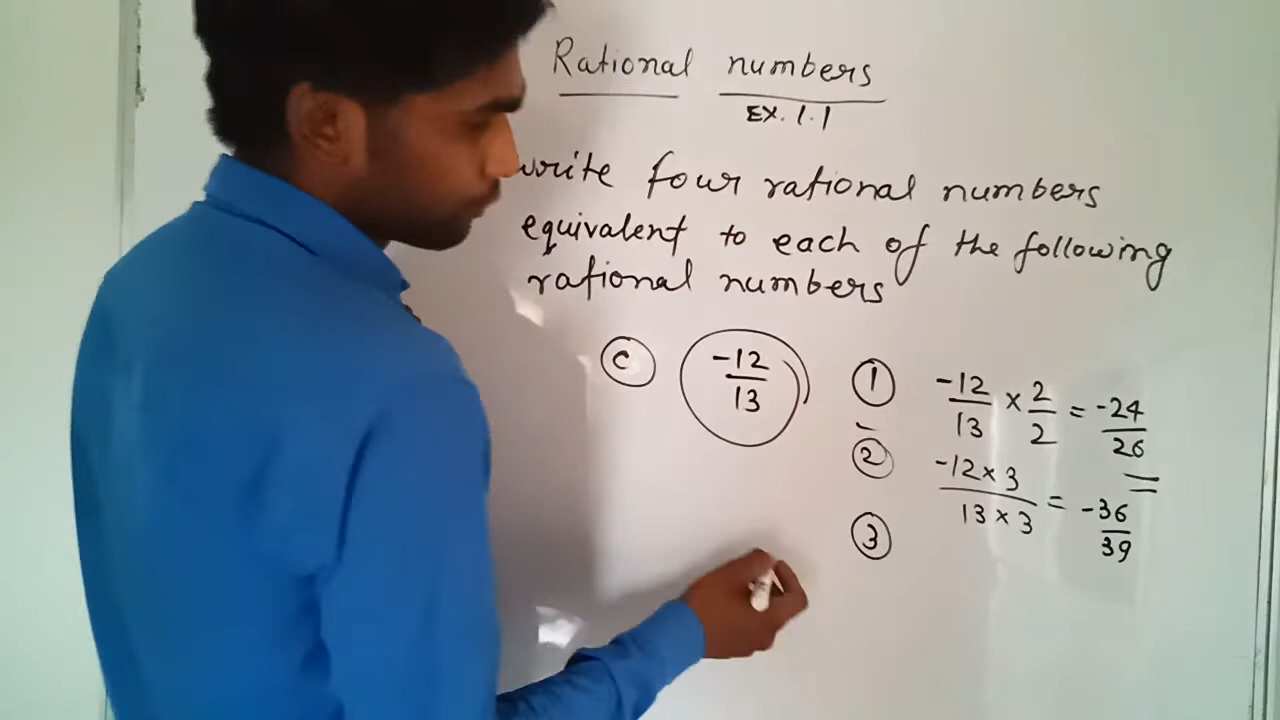 Rational numbers
EX. 1.1
write four rational numbers
equivalent to each of the following
rational numbers
C -12/13
1 -12/13 × 2/2 = -24/26
2 -12×3/13×3 = -36/39
3